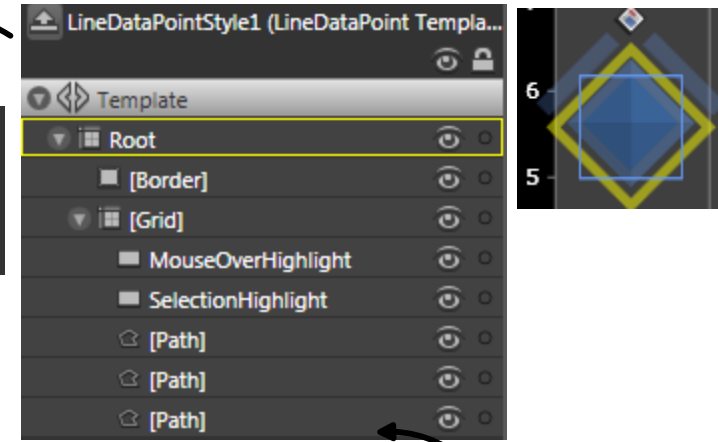 LineDataPointStyle1 (LineDataPoint Templa...
Template
Root
[Border]
[Grid]
MouseOverHighlight
SelectionHighlight
[Path]
[Path]
[Path]
6
5